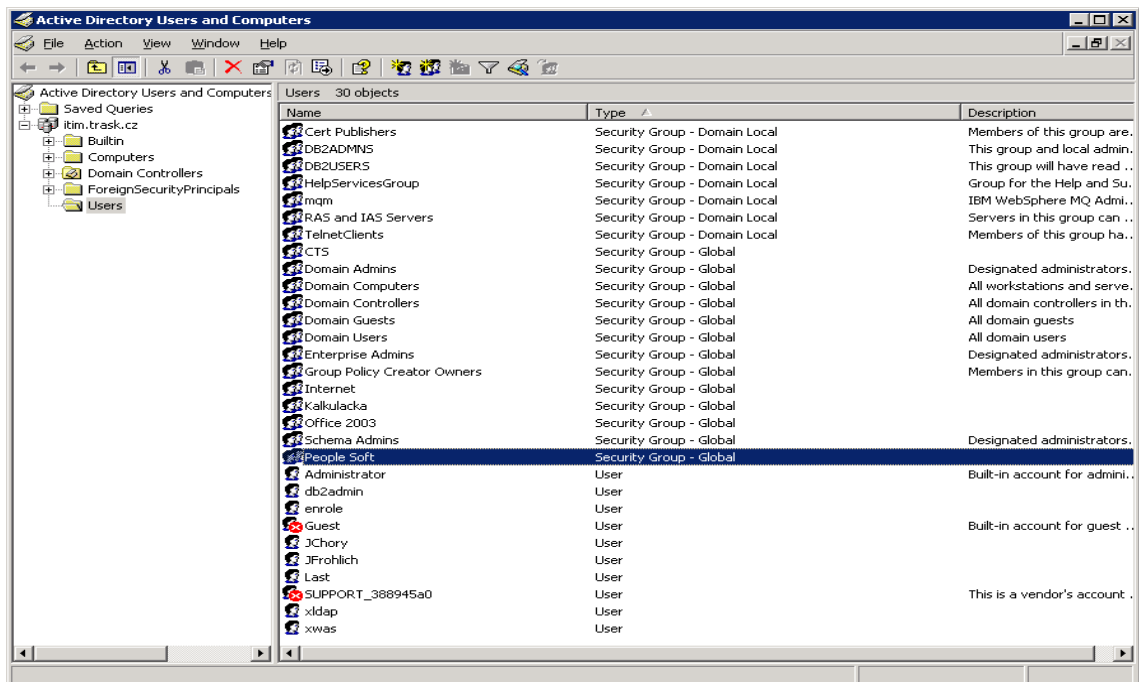 Active Directory Users and Computers
File Action View Window Help
Active Directory Users and Computers
Saved Queries
itim.trask.cz
Builtin
Computers
Domain Controllers
ForeignSecurityPrincipals
Users
Users 30 objects
Name Type Description
Cert Publishers Security Group - Domain Local Members of this group are.
DB2ADMNS Security Group - Domain Local This group and local admin.
DB2USERS Security Group - Domain Local This group will have read ..
HelpServicesGroup Security Group - Domain Local Group for the Help and Su.
mqm Security Group - Domain Local IBM WebSphere MQ Admi..
RAS and IAS Servers Security Group - Domain Local Servers in this group can ..
TelnetClients Security Group - Domain Local Members of this group ha..
CTS Security Group - Global
Domain Admins Security Group - Global Designated administrators.
Domain Computers Security Group - Global All workstations and serve.
Domain Controllers Security Group - Global All domain controllers in th.
Domain Guests Security Group - Global All domain guests
Domain Users Security Group - Global All domain users
Enterprise Admins Security Group - Global Designated administrators.
Group Policy Creator Owners Security Group - Global Members in this group can.
Internet Security Group - Global
Kalkulacka Security Group - Global
Office 2003 Security Group - Global
Schema Admins Security Group - Global Designated administrators.
People Soft Security Group - Global
Administrator User Built-in account for admini..
db2admin User
enrole User
Guest User Built-in account for guest ..
JChory User
JFrohlich User
Last User
SUPPORT_388945a0 User This is a vendor's account .
xldap User
xwas User